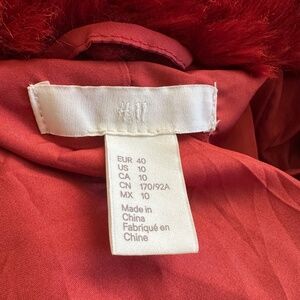 H&M
EUR 40
US 10
CA 10
CN 170/92A
MX 10
Made in
China
Fabriqué en
Chine